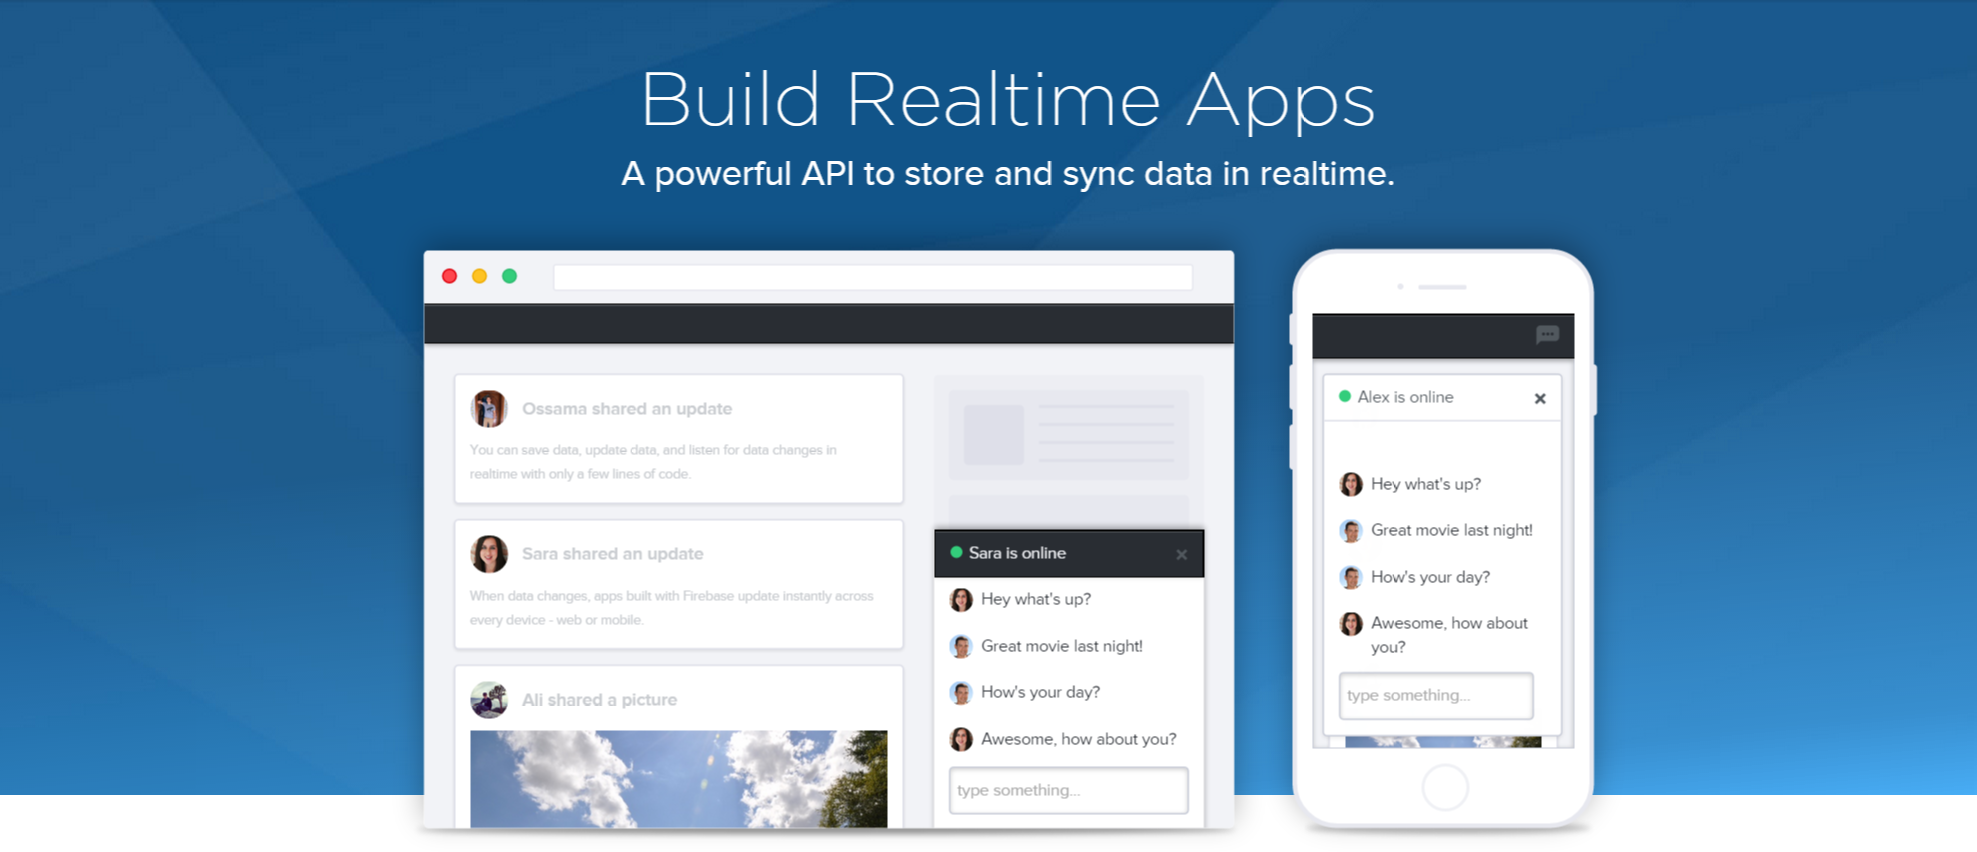 Build Realtime Apps
A powerful API to store and sync data in realtime.
Ossama shared an update
You can save data, update data, and listen for data changes in
realtime with only a few lines of code.
Sara shared an update
When data changes, apps built with Firebase update instantly across
every device - web or mobile.
Ali shared a picture
Sara is online
Hey what's up?
Great movie last night!
How's your day?
Awesome, how about you?
type something...
Alex is online
Hey what's up?
Great movie last night!
How's your day?
Awesome, how about
you?
type something...